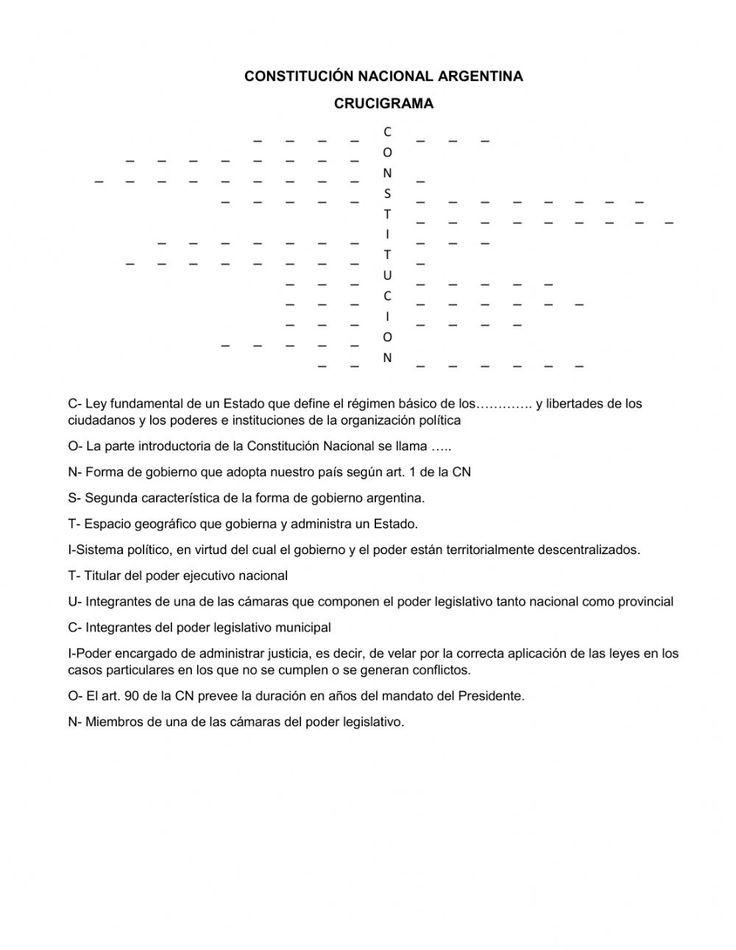 CONSTITUCIÓN NACIONAL ARGENTINA
CRUCIGRAMA
_ _ _ _ C _ _ _
_ _ _ _ _ _ _ _ O
_ _ _ _ _ _ _ _ _ N _
_ _ _ _ _ S _ _ _ _ _ _ _ _
T _ _ _ _ _ _ _ _ _
_ _ _ _ _ _ _ I _ _ _
_ _ _ _ _ _ _ _ T _
_ _ _ U _ _ _ _ _
_ _ _ C _ _ _ _ _ _
_ _ _ I _ _ _ _
_ _ _ _ _ O
_ _ N _ _ _ _ _ _
C- Ley fundamental de un Estado que define el régimen básico de los…………. y libertades de los
ciudadanos y los poderes e instituciones de la organización política
O- La parte introductoria de la Constitución Nacional se llama …..
N- Forma de gobierno que adopta nuestro país según art. 1 de la CN
S- Segunda característica de la forma de gobierno argentina.
T- Espacio geográfico que gobierna y administra un Estado.
I-Sistema político, en virtud del cual el gobierno y el poder están territorialmente descentralizados.
T- Titular del poder ejecutivo nacional
U- Integrantes de una de las cámaras que componen el poder legislativo tanto nacional como provincial
C- Integrantes del poder legislativo municipal
I-Poder encargado de administrar justicia, es decir, de velar por la correcta aplicación de las leyes en los
casos particulares en los que no se cumplen o se generan conflictos.
O- El art. 90 de la CN prevee la duración en años del mandato del Presidente.
N- Miembros de una de las cámaras del poder legislativo.